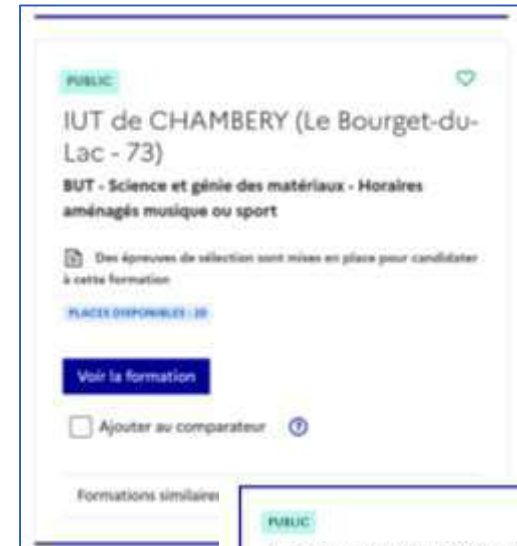 PUBLIC
IUT de CHAMBERY (Le Bourget-du-
Lac - 73)
BUT - Science et génie des matériaux - Horaires
aménagés musique ou sport
Des épreuves de sélection sont mises en place pour candidater
à cette formation
PLACES DISPONIBLES : 20
Voir la formation
Ajouter au comparateur ?
Formations similaires
PUBLIC